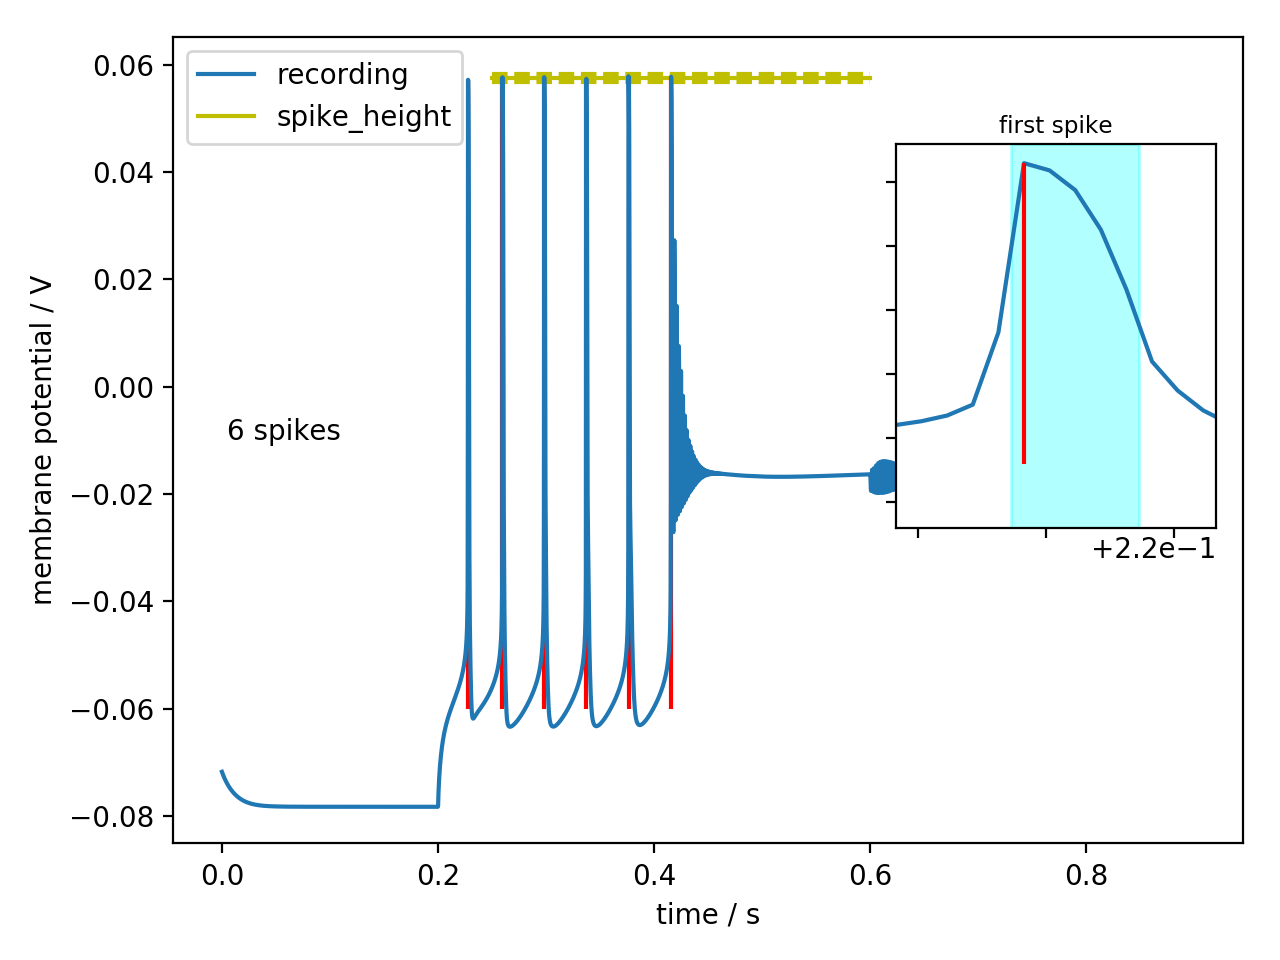 recording
spike_height
first spike
6 spikes
+2.2e−1
membrane potential / V
0.06
0.04
0.02
0.00
−0.02
−0.04
−0.06
−0.08
0.0 0.2 0.4 0.6 0.8
time / s